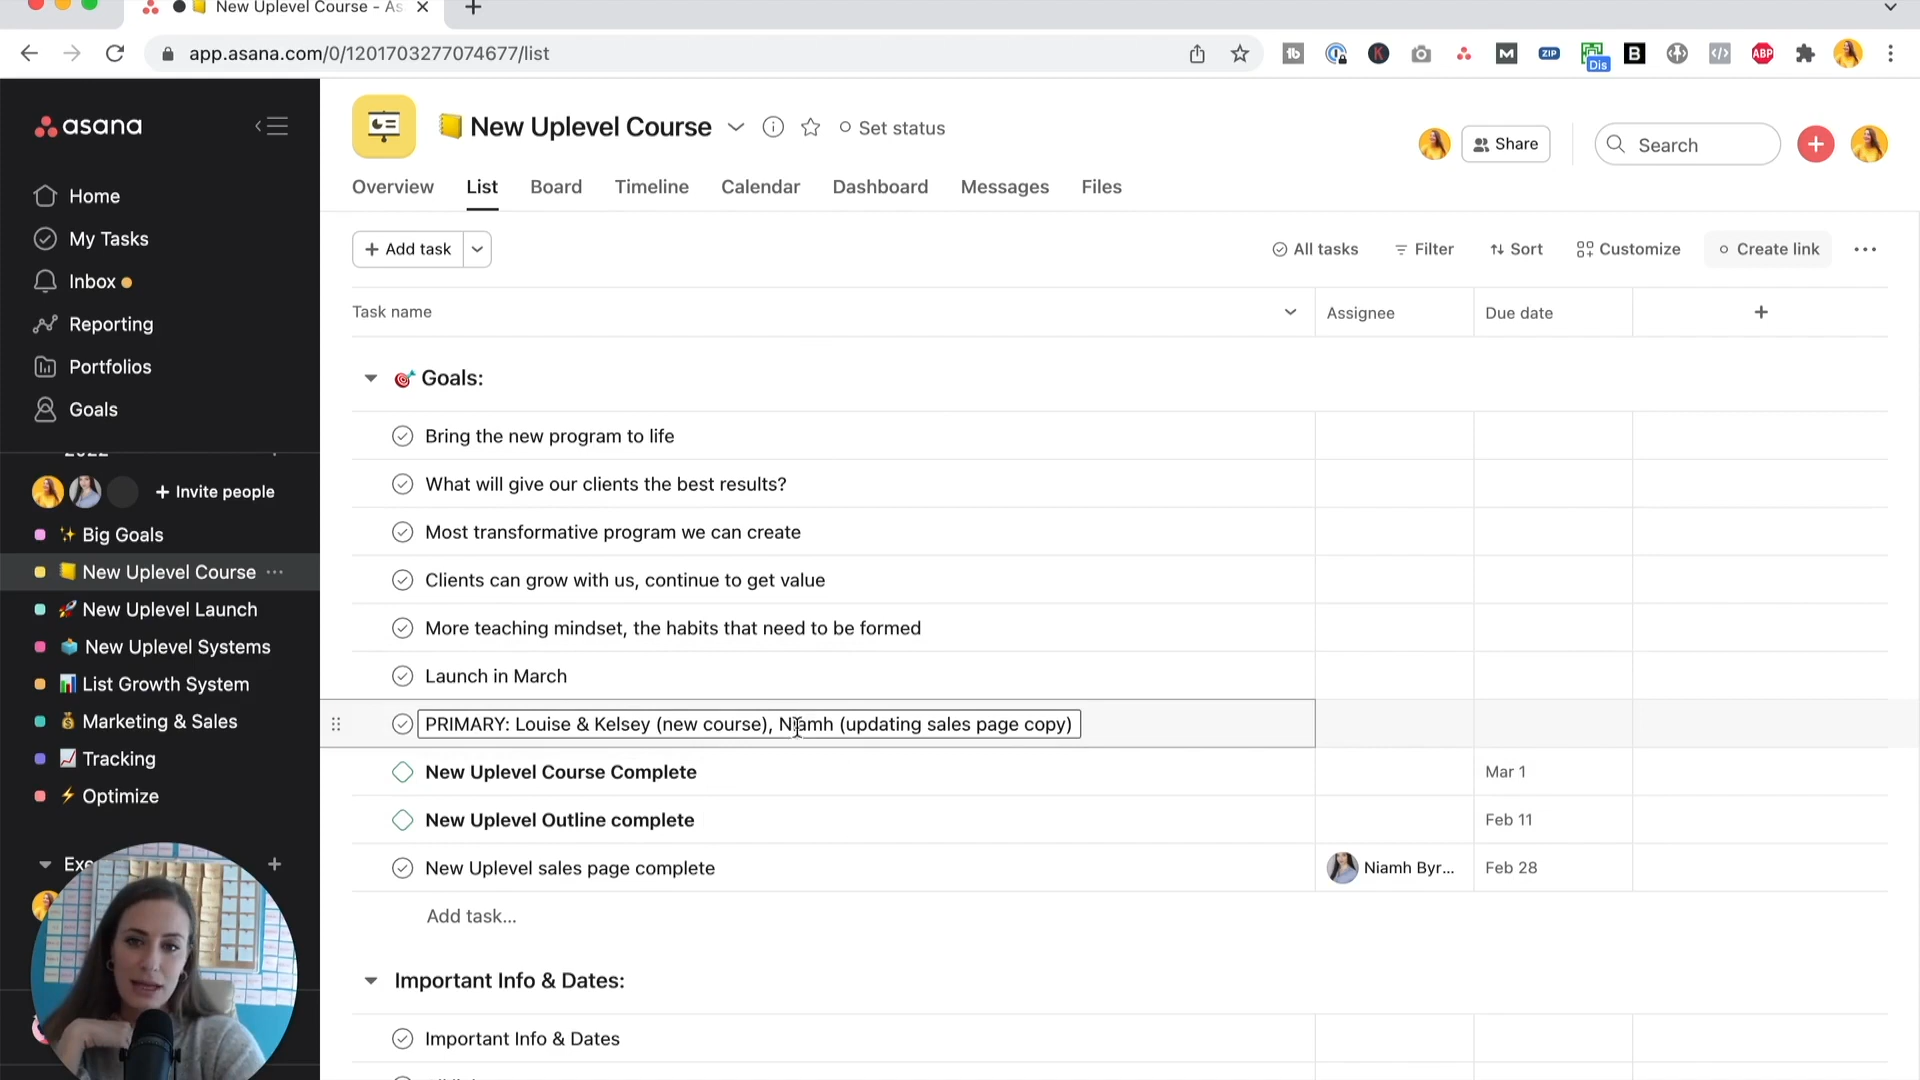 New Uplevel Course - As
app.asana.com/0/1201703277074677/list
tb
K
M
ZIP
Dis
B
</>
ABP
asana
New Uplevel Course
Set status
Share
Search
Home
Overview
List
Board
Timeline
Calendar
Dashboard
Messages
Files
My Tasks
Inbox
Reporting
Portfolios
Goals
+ Add task
All tasks
Filter
Sort
Customize
Create link
Task name
Assignee
Due date
+
Goals:
Bring the new program to life
What will give our clients the best results?
Most transformative program we can create
Clients can grow with us, continue to get value
More teaching mindset, the habits that need to be formed
Launch in March
PRIMARY: Louise & Kelsey (new course), Niamh (updating sales page copy)
New Uplevel Course Complete
Mar 1
New Uplevel Outline complete
Feb 11
New Uplevel sales page complete
Niamh Byr...
Feb 28
Add task...
Important Info & Dates:
Important Info & Dates
+ Invite people
Big Goals
New Uplevel Course
New Uplevel Launch
New Uplevel Systems
List Growth System
Marketing & Sales
Tracking
Optimize
+